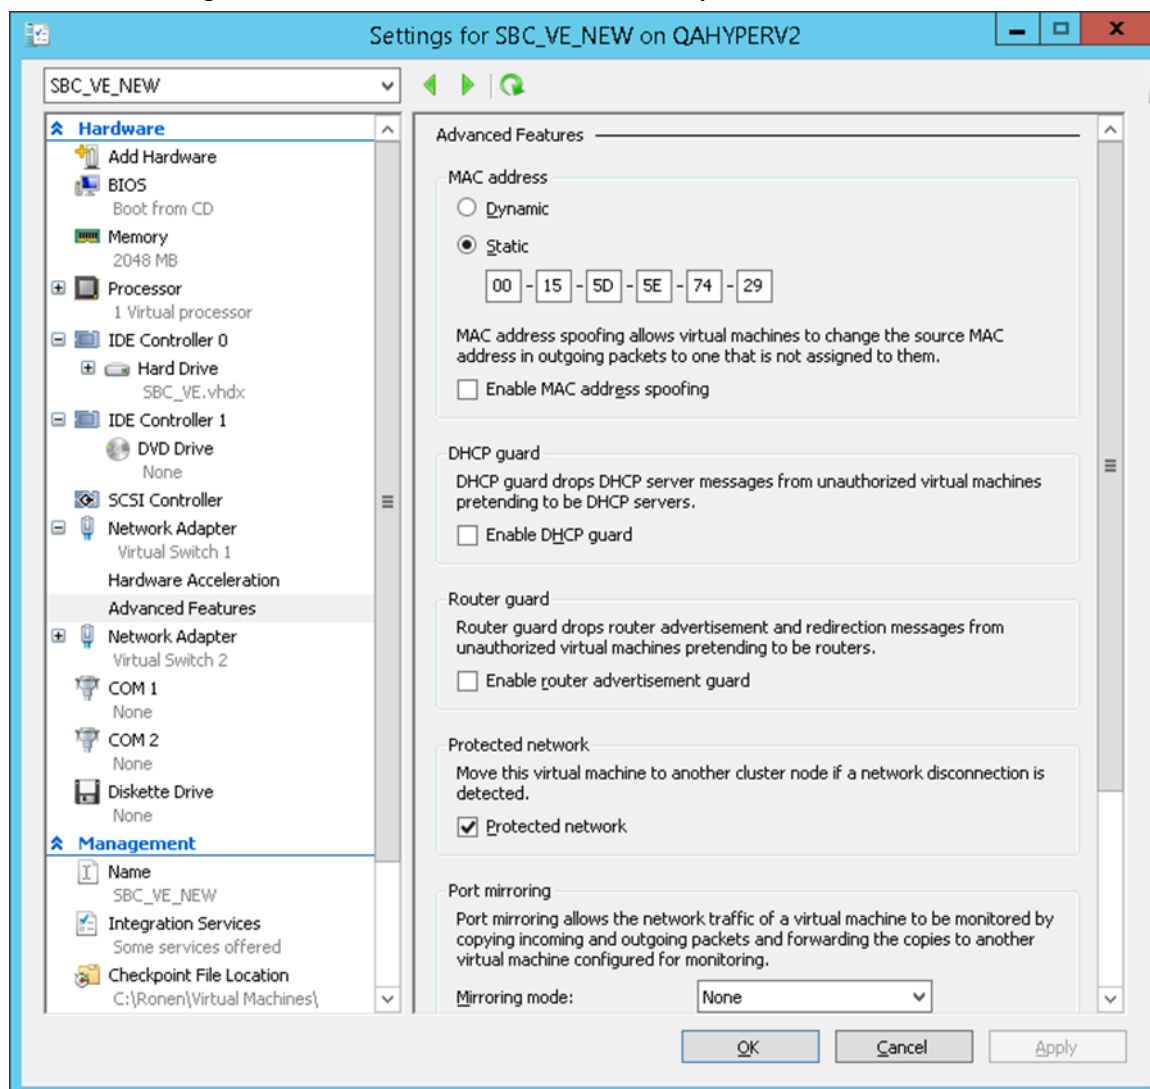 Settings for SBC_VE_NEW on QAHYPERV2
SBC_VE_NEW
Hardware
Add Hardware
BIOS
Boot from CD
Memory
2048 MB
Processor
1 Virtual processor
IDE Controller 0
Hard Drive
SBC_VE.vhdx
IDE Controller 1
DVD Drive
None
SCSI Controller
Network Adapter
Virtual Switch 1
Hardware Acceleration
Advanced Features
Network Adapter
Virtual Switch 2
COM 1
None
COM 2
None
Diskette Drive
None
Management
Name
SBC_VE_NEW
Integration Services
Some services offered
Checkpoint File Location
C:\Ronen\Virtual Machines\
Advanced Features
MAC address
Dynamic
Static
00 - 15 - 5D - 5E - 74 - 29
MAC address spoofing allows virtual machines to change the source MAC
address in outgoing packets to one that is not assigned to them.
Enable MAC address spoofing
DHCP guard
DHCP guard drops DHCP server messages from unauthorized virtual machines
pretending to be DHCP servers.
Enable DHCP guard
Router guard
Router guard drops router advertisement and redirection messages from
unauthorized virtual machines pretending to be routers.
Enable router advertisement guard
Protected network
Move this virtual machine to another cluster node if a network disconnection is
detected.
Protected network
Port mirroring
Port mirroring allows the network traffic of a virtual machine to be monitored by
copying incoming and outgoing packets and forwarding the copies to another
virtual machine configured for monitoring.
Mirroring mode: None
OK Cancel Apply